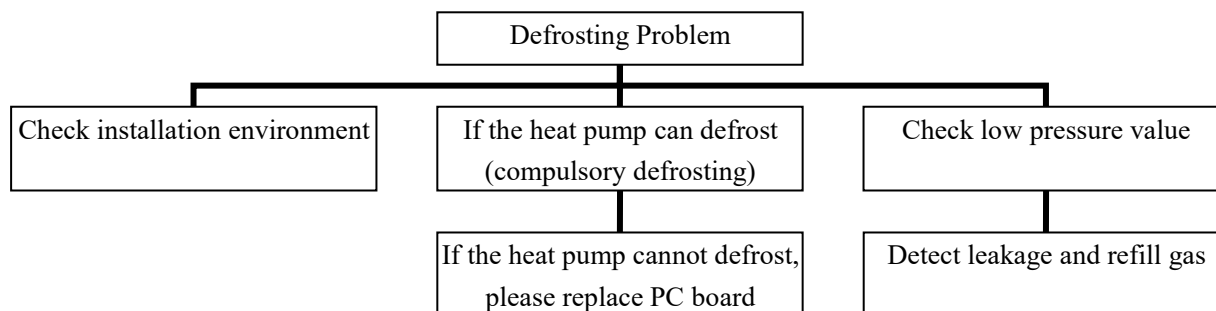 Defrosting Problem
Check installation environment
If the heat pump can defrost
(compulsory defrosting)
Check low pressure value
If the heat pump cannot defrost,
please replace PC board
Detect leakage and refill gas